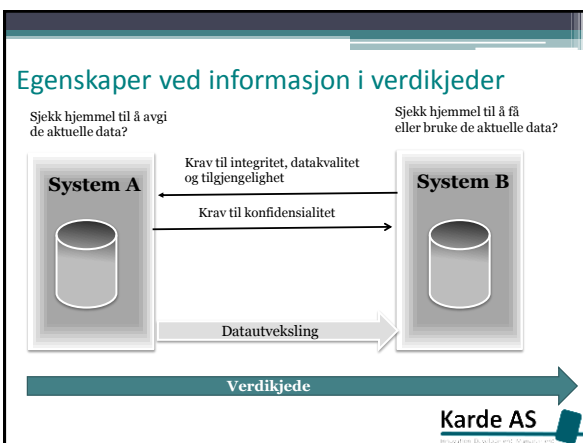 Egenskaper ved informasjon i verdikjeder
Sjekk hjemmel til å avgi
de aktuelle data?
Sjekk hjemmel til å få
eller bruke de aktuelle data?
System A
Krav til integritet, datakvalitet
og tilgjengelighet
Krav til konfidensialitet
System B
Datautveksling
Verdikjede
Karde AS